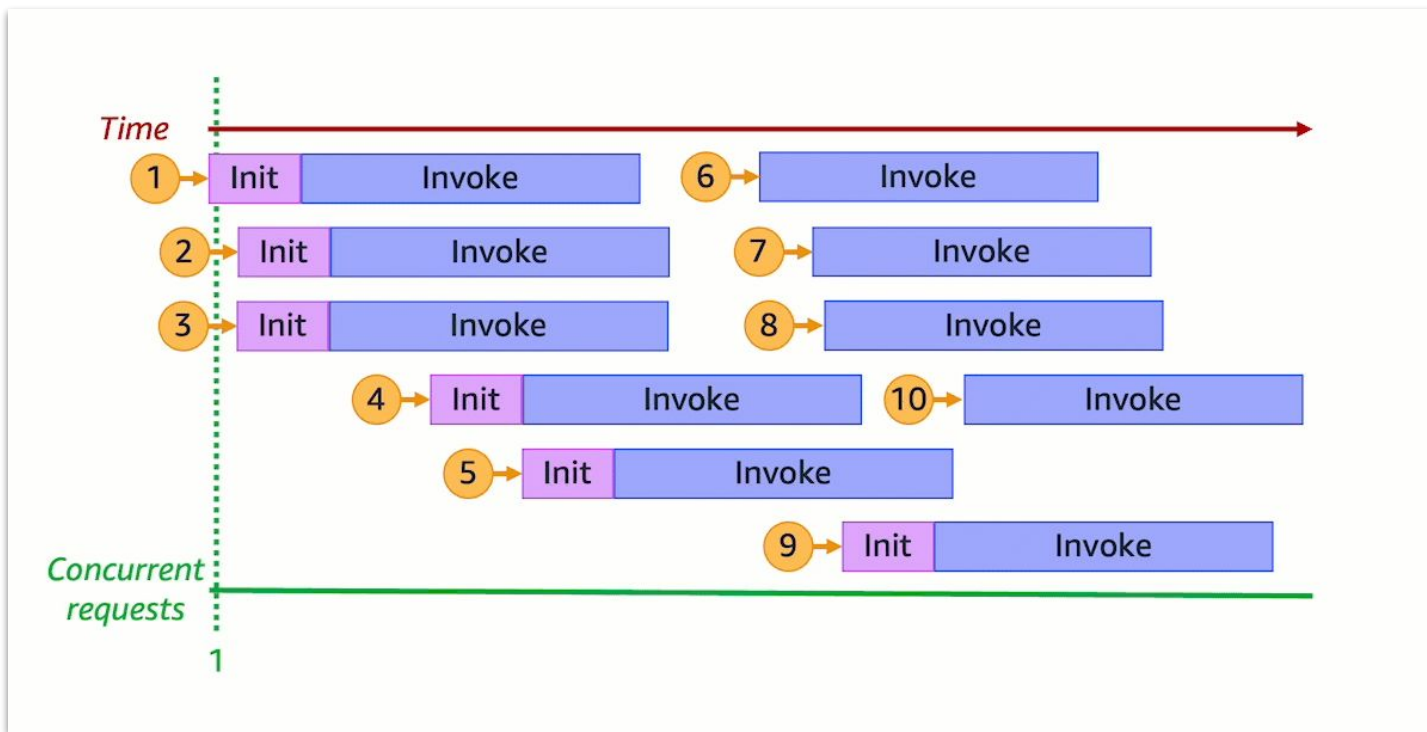 Time
1
Init
Invoke
6
Invoke
2
Init
Invoke
7
Invoke
3
Init
Invoke
8
Invoke
4
Init
Invoke
10
Invoke
5
Init
Invoke
9
Init
Invoke
Concurrent
requests
1